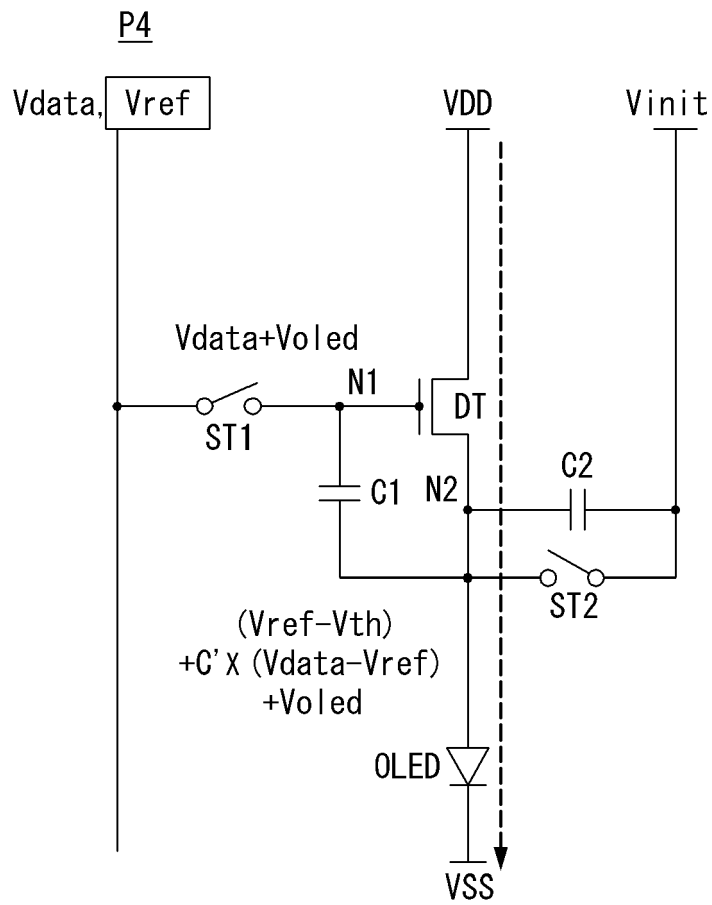 P4
Vdata, Vref
VDD
Vinit
Vdata+Voled
N1
DT
ST1
C1
N2
C2
ST2
(Vref-Vth)
+C'X(Vdata-Vref)
+Voled
OLED
VSS